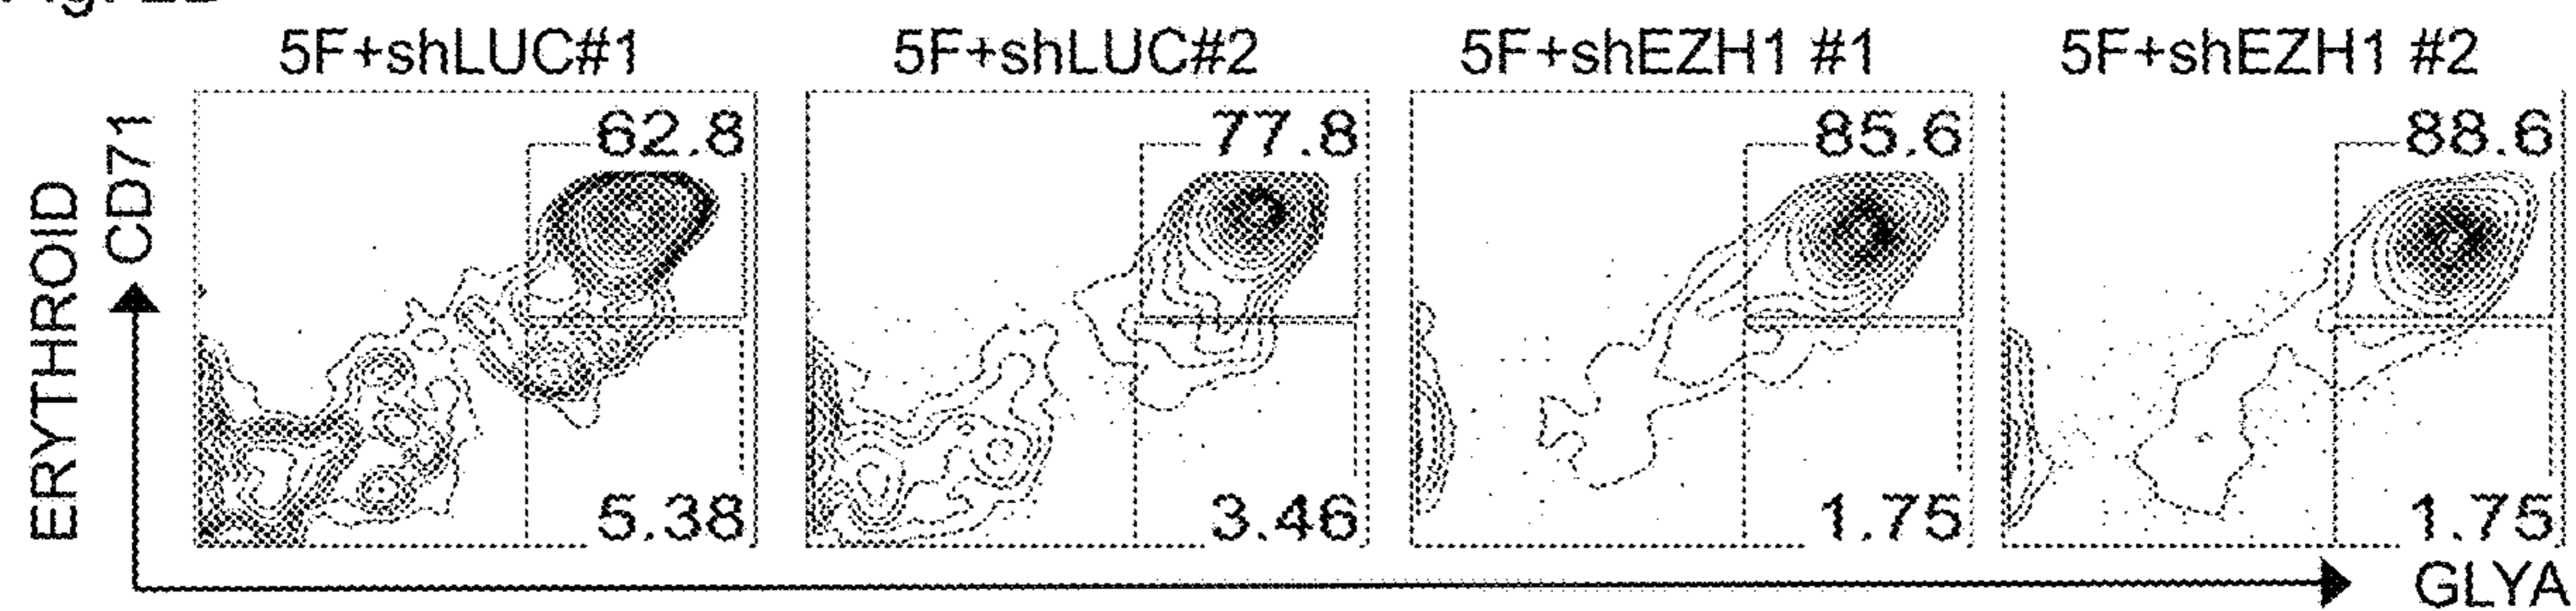 5F+shLUC#1 5F+shLUC#2 5F+shEZH1 #1 5F+shEZH1 #2
ERYTHROID
CD71
62.8 77.8 85.6 88.6
5.38 3.46 1.75 1.75
GLYA